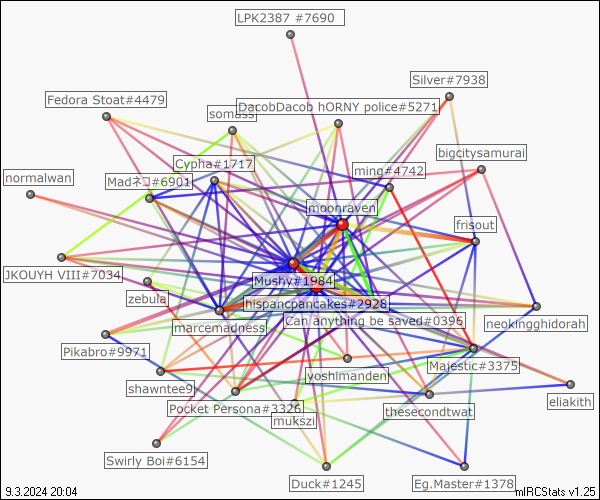 LPK2387 #7690
Silver#7938
Fedora Stoat#4479
DacobDacob hORNY police#5271
somass
bigcitysamurai
Cypha#1717
ming#4742
normalwan
Madネコ#6901
moonraven
frisout
JKOUYH VIII#7034
Mushy#1984
zebula
hispancpancakes#2928
neokingghidorah
Can anything be saved#0396
marcemadness
Pikabro#9971
Majestic#3375
yoshimanden
shawntee9
eliakith
Pocket Persona#3326
thesecondtwat
mukszi
Swirly Boi#6154
Duck#1245
Eg.Master#1378
9.3.2024 20:04
mIRCStats v1.25